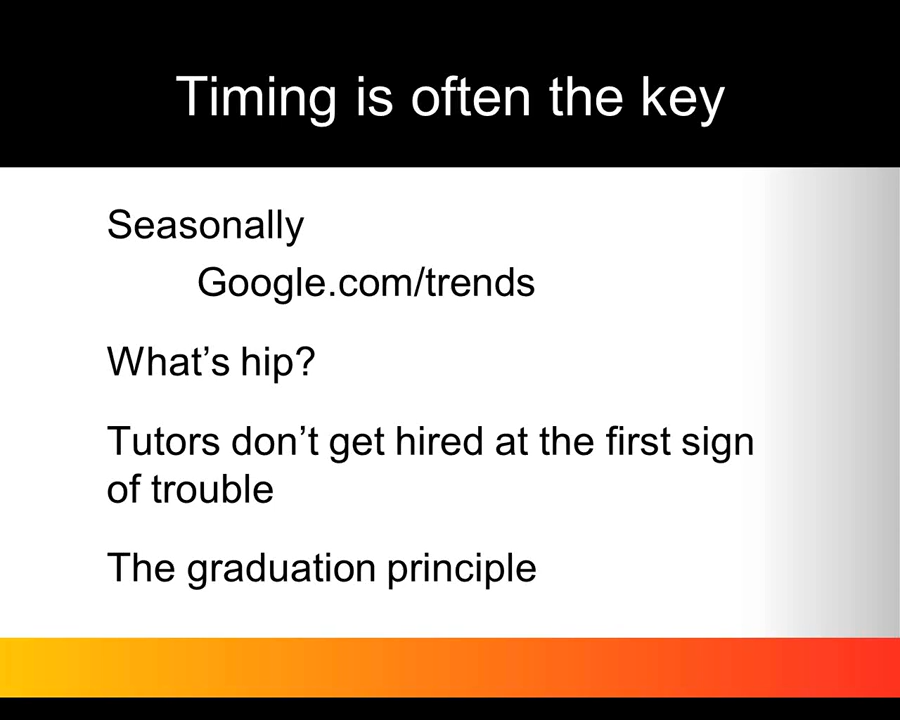 Timing is often the key
Seasonally
Google.com/trends
What’s hip?
Tutors don’t get hired at the first sign
of trouble
The graduation principle